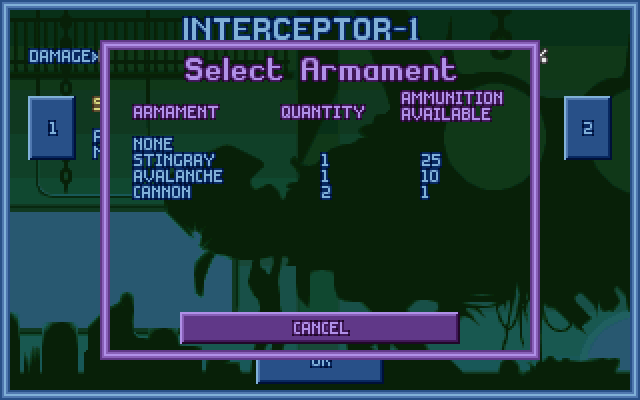 INTERCEPTOR-1
DAMAGE>
Select Armament
ARMAMENT QUANTITY AMMUNITION AVAILABLE
1
2
NONE
STINGRAY 1 25
AVALANCHE 1 10
CANNON 2 1
CANCEL
OK